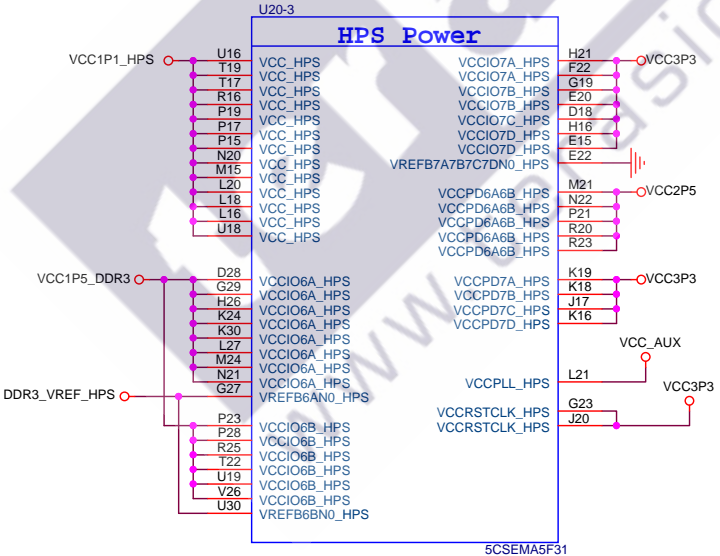 U20-3
HPS Power
VCC1P1_HPS
U16 VCC_HPS
T19 VCC_HPS
T17 VCC_HPS
R16 VCC_HPS
P19 VCC_HPS
P17 VCC_HPS
P15 VCC_HPS
N20 VCC_HPS
M15 VCC_HPS
L20 VCC_HPS
L18 VCC_HPS
L16 VCC_HPS
U18 VCC_HPS
VCC1P5_DDR3
D28 VCCIO6A_HPS
G29 VCCIO6A_HPS
H26 VCCIO6A_HPS
K24 VCCIO6A_HPS
K30 VCCIO6A_HPS
L27 VCCIO6A_HPS
M24 VCCIO6A_HPS
N21 VCCIO6A_HPS
DDR3_VREF_HPS
G27 VREFB6AN0_HPS
P23 VCCIO6B_HPS
P28 VCCIO6B_HPS
R25 VCCIO6B_HPS
T22 VCCIO6B_HPS
U19 VCCIO6B_HPS
V26 VCCIO6B_HPS
U30 VREFB6BN0_HPS
VCCIO7A_HPS H21
VCC3P3
VCCIO7A_HPS F22
VCCIO7B_HPS G19
VCCIO7B_HPS E20
VCCIO7C_HPS D18
VCCIO7D_HPS H16
VCCIO7D_HPS E15
VREFB7A7B7C7DN0_HPS E22
VCCPD6A6B_HPS M21
VCC2P5
VCCPD6A6B_HPS N22
VCCPD6A6B_HPS P21
VCCPD6A6B_HPS R20
VCCPD6A6B_HPS R23
VCCPD7A_HPS K19
VCC3P3
VCCPD7B_HPS K18
VCCPD7C_HPS J17
VCCPD7D_HPS K16
VCC_AUX
VCCPLL_HPS L21
VCC3P3
VCCRSTCLK_HPS G23
VCCRSTCLK_HPS J20
5CSEMA5F31